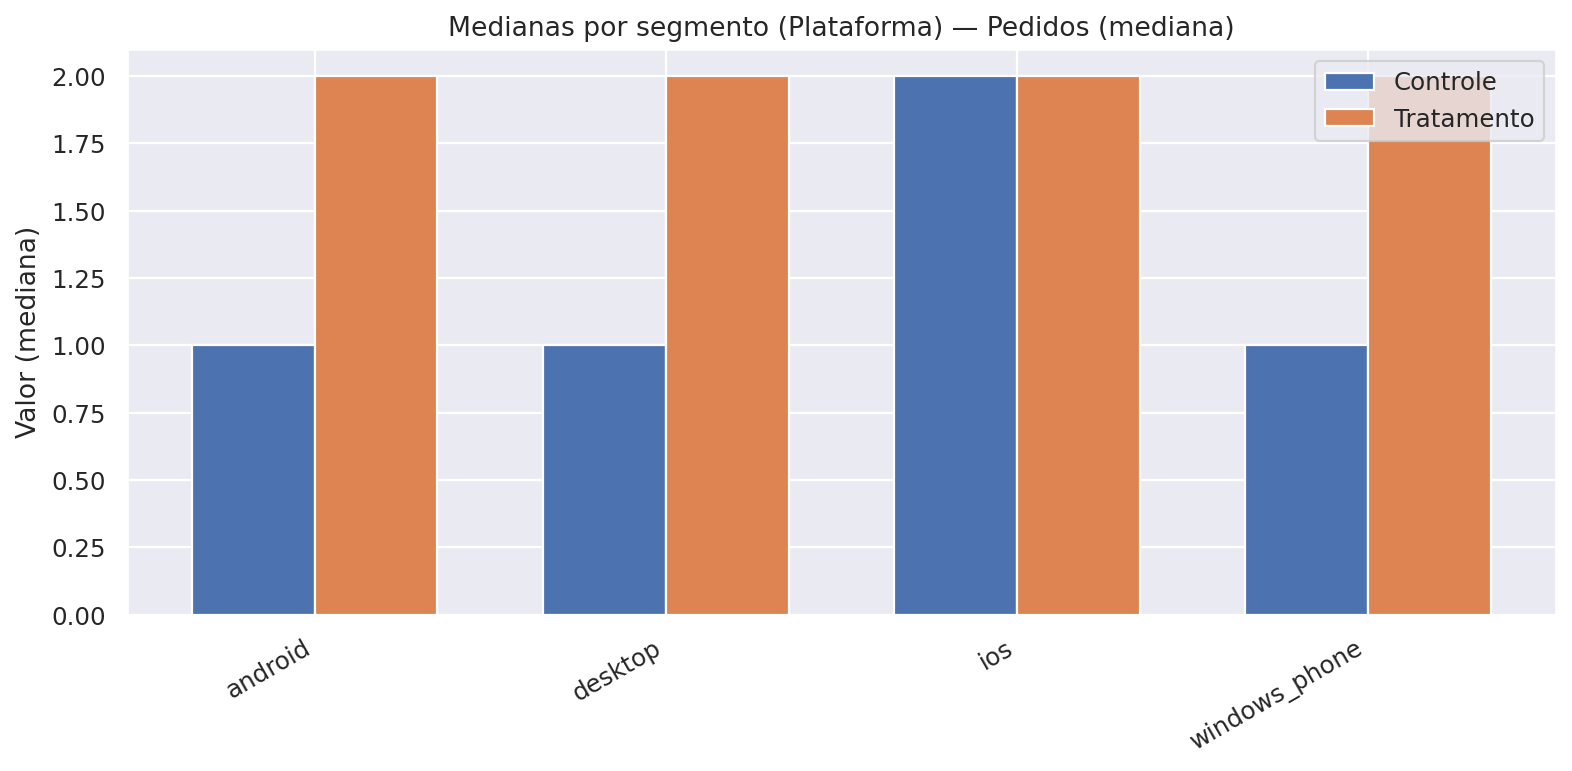 Medianas por segmento (Plataforma) — Pedidos (mediana)
Controle
Tratamento
Valor (mediana)
2.00
1.75
1.50
1.25
1.00
0.75
0.50
0.25
0.00
android
desktop
ios
windows_phone